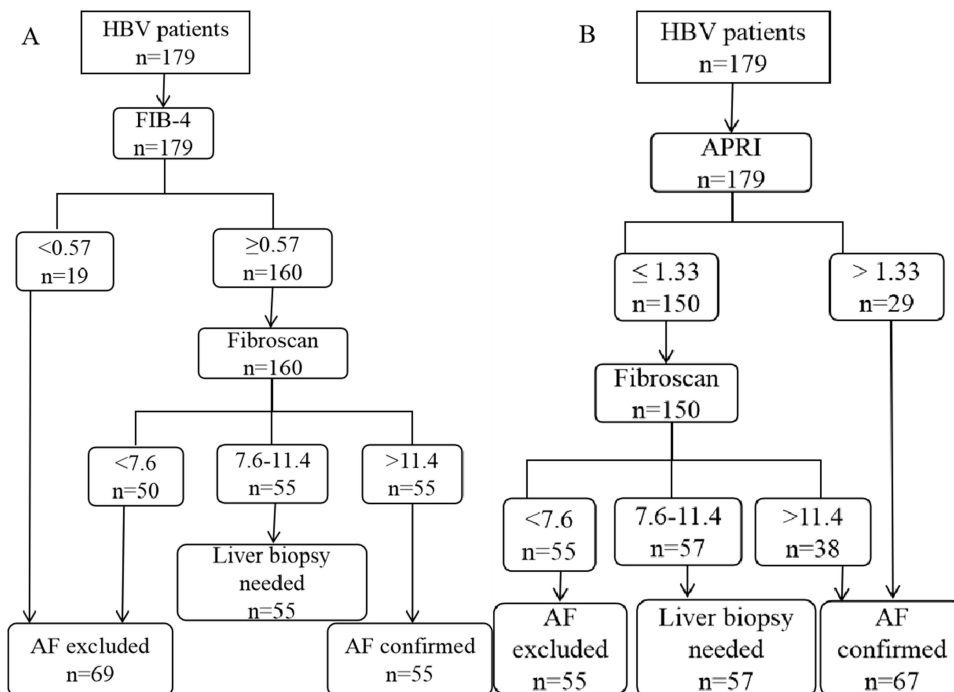 A
HBV patients
n=179
FIB-4
n=179
<0.57
n=19
≥0.57
n=160
Fibroscan
n=160
<7.6
n=50
7.6-11.4
n=55
>11.4
n=55
Liver biopsy
needed
n=55
AF excluded
n=69
AF confirmed
n=55
B
HBV patients
n=179
APRI
n=179
≤ 1.33
n=150
> 1.33
n=29
Fibroscan
n=150
<7.6
n=55
7.6-11.4
n=57
>11.4
n=38
AF
excluded
n=55
Liver biopsy
needed
n=57
AF
confirmed
n=67